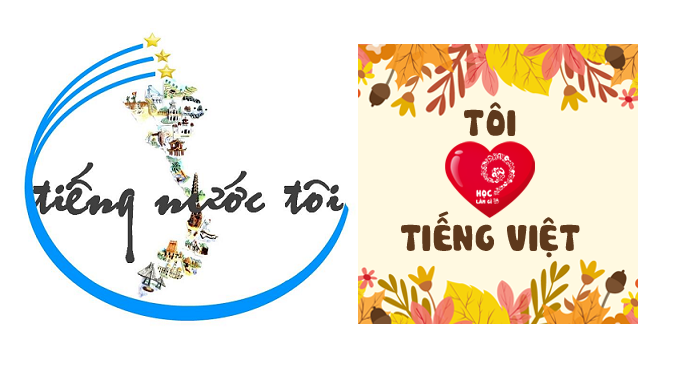 tiếng nước tôi
TÔI
HỌC
LÀM GÌ
TIẾNG VIỆT